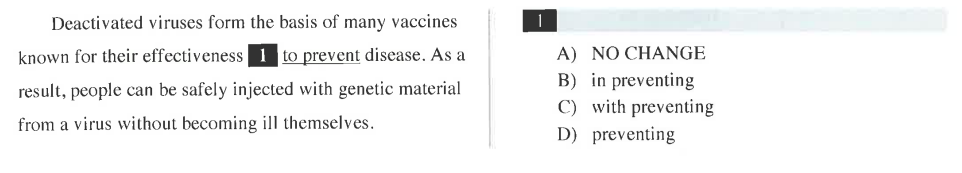 Deactivated viruses form the basis of many vaccines
known for their effectiveness 1 to prevent disease. As a
result, people can be safely injected with genetic material
from a virus without becoming ill themselves.
1
A) NO CHANGE
B) in preventing
C) with preventing
D) preventing